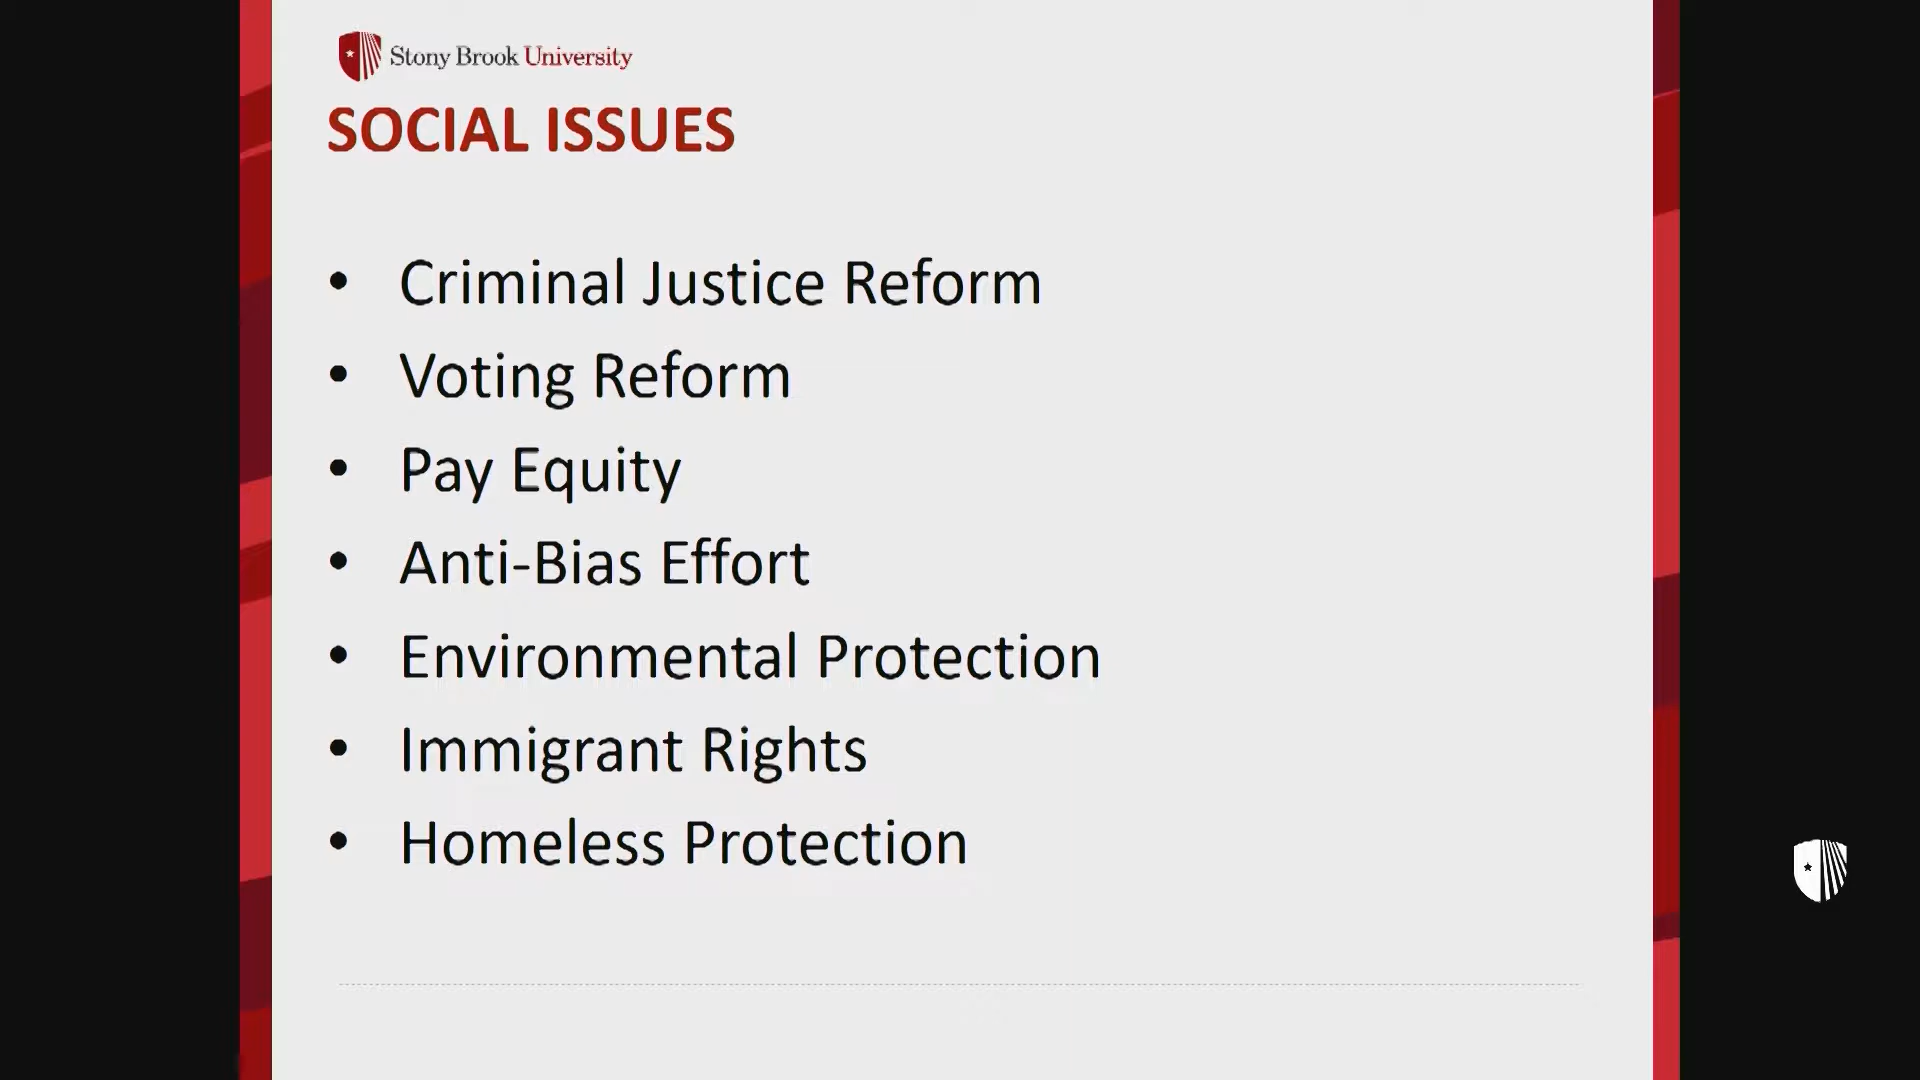 Stony Brook University
SOCIAL ISSUES
• Criminal Justice Reform
• Voting Reform
• Pay Equity
• Anti-Bias Effort
• Environmental Protection
• Immigrant Rights
• Homeless Protection